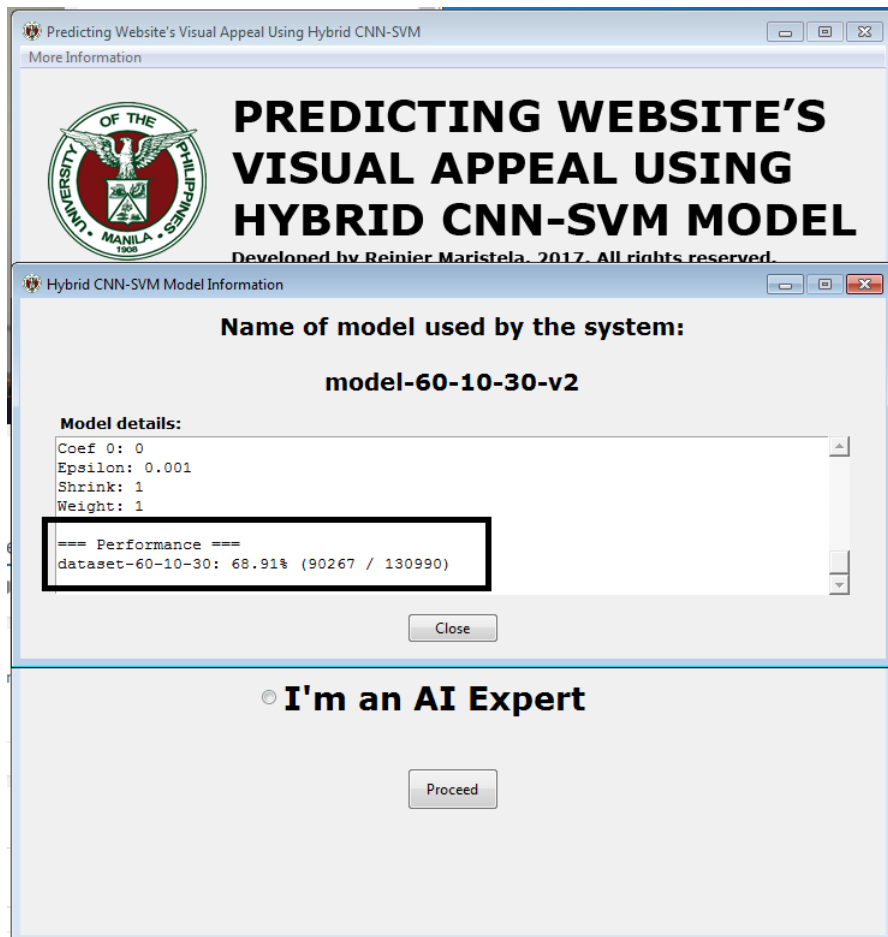 Predicting Website's Visual Appeal Using Hybrid CNN-SVM
More Information
UNIVERSITY OF THE PHILIPPINES
MANILA
1908
PREDICTING WEBSITE’S
VISUAL APPEAL USING
HYBRID CNN-SVM MODEL
Developed by Reinier Maristela, 2017. All rights reserved.
Hybrid CNN-SVM Model Information
Name of model used by the system:
model-60-10-30-v2
Model details:
Coef 0: 0
Epsilon: 0.001
Shrink: 1
Weight: 1
=== Performance ===
dataset-60-10-30: 68.91% (90267 / 130990)
Close
I'm an AI Expert
Proceed